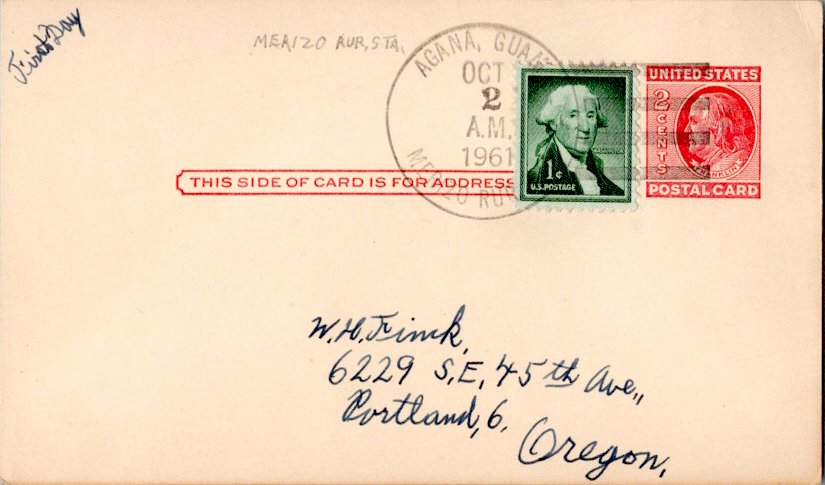 First Day
MERIZO RUR, STA,
AGANA, GUAM
OCT
2
A.M.
1961
MERIZO RUR
1¢
U.S. POSTAGE
UNITED STATES
2 CENTS
FRANKLIN
POSTAL CARD
THIS SIDE OF CARD IS FOR ADDRESS
W. H. Fink,
6229 S.E, 45th Ave,,
Portland, 6.
Oregon,